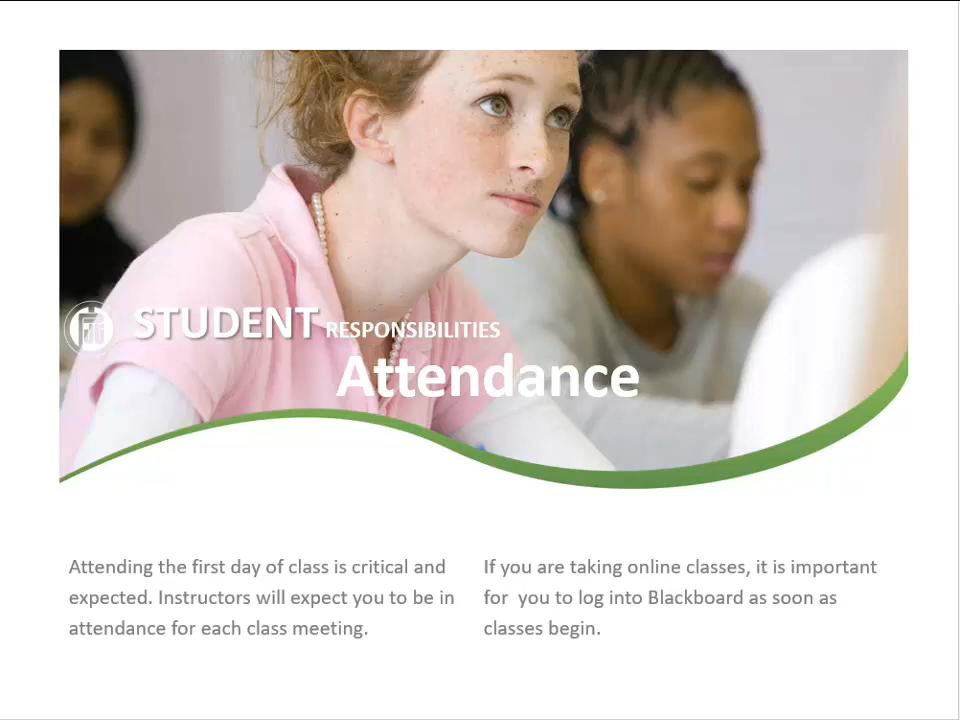 STUDENT RESPONSIBILITIES
Attendance
Attending the first day of class is critical and
expected. Instructors will expect you to be in
attendance for each class meeting.
If you are taking online classes, it is important
for  you to log into Blackboard as soon as
classes begin.